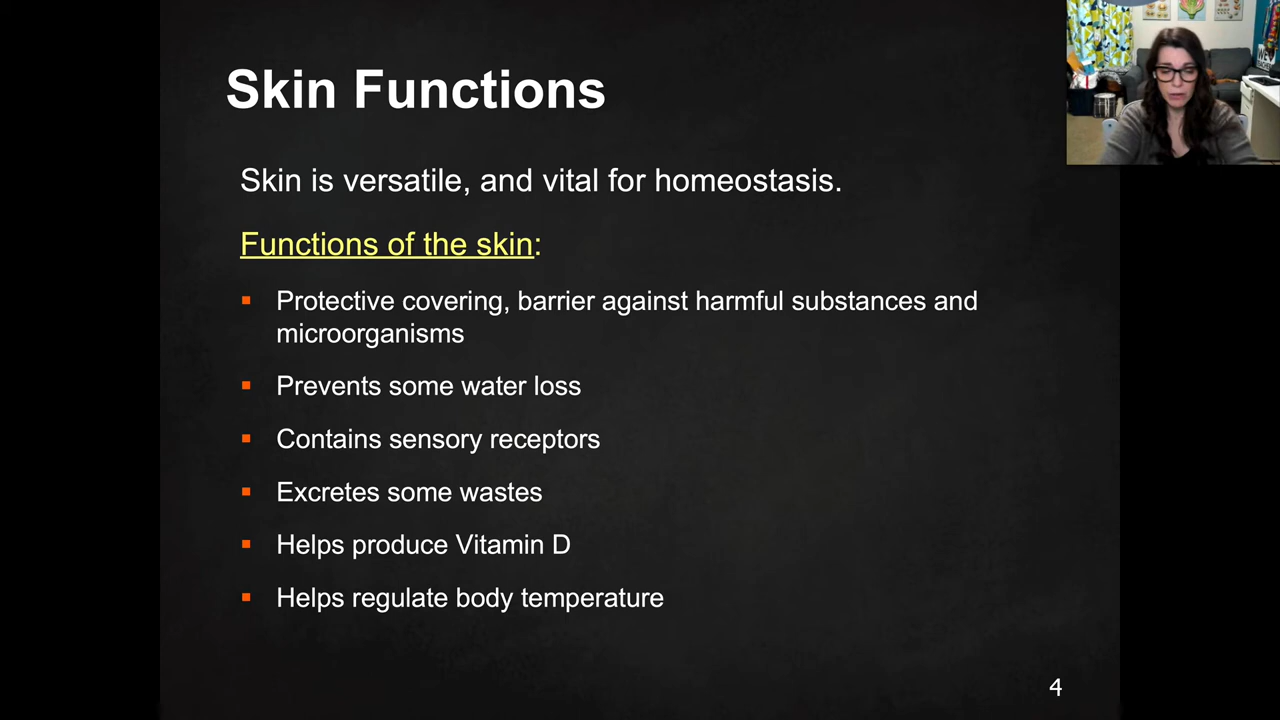 Skin Functions
Skin is versatile, and vital for homeostasis.
Functions of the skin:
Protective covering, barrier against harmful substances and
microorganisms
Prevents some water loss
Contains sensory receptors
Excretes some wastes
Helps produce Vitamin D
Helps regulate body temperature
4